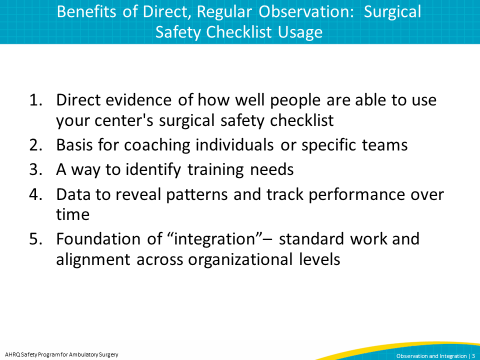 Benefits of Direct, Regular Observation:  Surgical
Safety Checklist Usage
1. Direct evidence of how well people are able to use
your center's surgical safety checklist
2. Basis for coaching individuals or specific teams
3. A way to identify training needs
4. Data to reveal patterns and track performance over
time
5. Foundation of “integration”– standard work and
alignment across organizational levels
AHRQ Safety Program for Ambulatory Surgery
Observation and Integration | 3